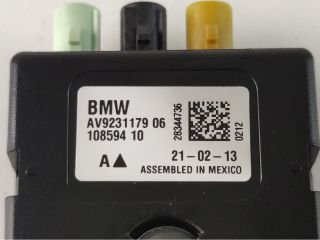 BMW
AV9231179 06
108594 10
28344736
0212
A▲
21-02-13
ASSEMBLED IN MEXICO